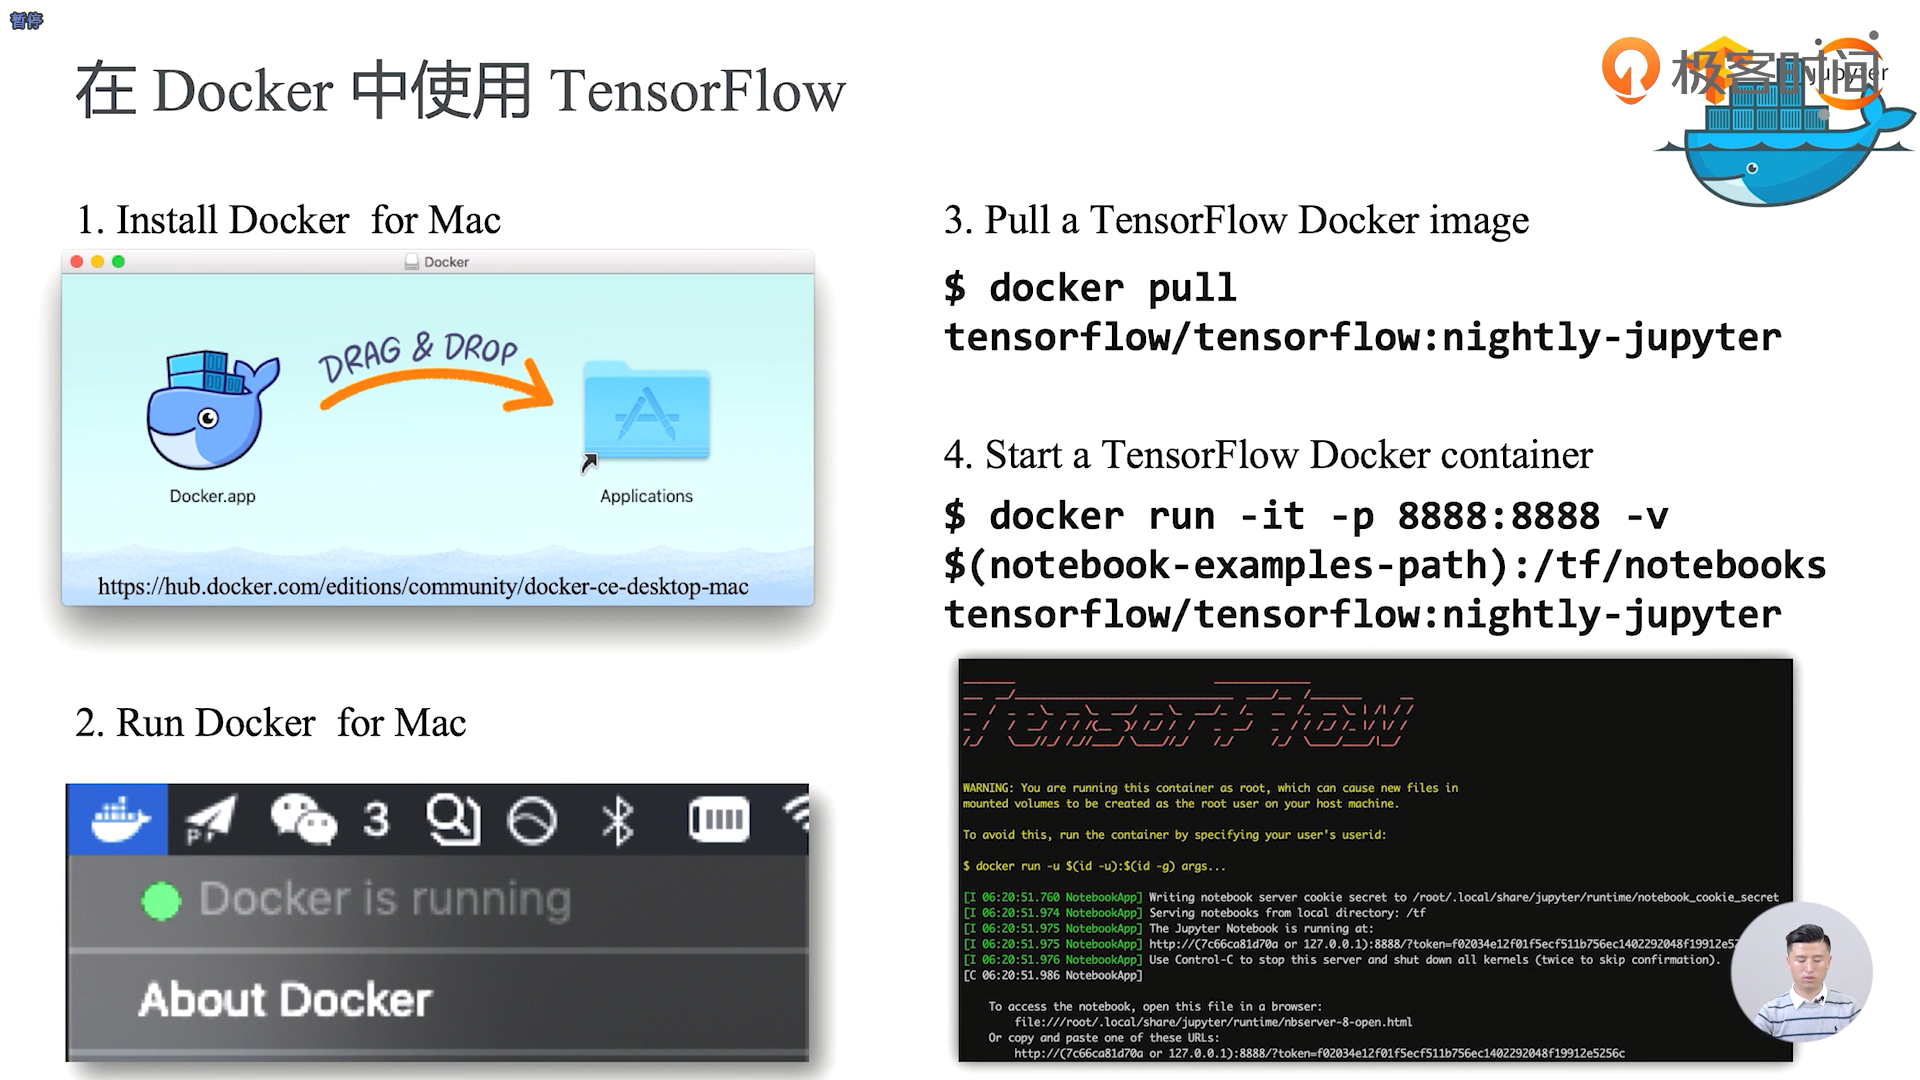 暂停
在 Docker 中使用 TensorFlow
极客时间
jupyter
1. Install Docker for Mac
Docker
DRAG & DROP
Docker.app
Applications
https://hub.docker.com/editions/community/docker-ce-desktop-mac
2. Run Docker for Mac
3
Docker is running
About Docker
3. Pull a TensorFlow Docker image
$ docker pull
tensorflow/tensorflow:nightly-jupyter
4. Start a TensorFlow Docker container
$ docker run -it -p 8888:8888 -v
$(notebook-examples-path):/tf/notebooks
tensorflow/tensorflow:nightly-jupyter
TensorFlow
WARNING: You are running this container as root, which can cause new files in
mounted volumes to be created as the root user on your host machine.
To avoid this, run the container by specifying your user's userid:
$ docker run -u $(id -u):$(id -g) args...
[I 06:20:51.760 NotebookApp] Writing notebook server cookie secret to /root/.local/share/jupyter/runtime/notebook_cookie_secret
[I 06:20:51.974 NotebookApp] Serving notebooks from local directory: /tf
[I 06:20:51.975 NotebookApp] The Jupyter Notebook is running at:
[I 06:20:51.975 NotebookApp] http://(7c66ca81d70a or 127.0.0.1):8888/?token=f02034e12f01f5ecf511b756ec1402292048f19912e5
[I 06:20:51.976 NotebookApp] Use Control-C to stop this server and shut down all kernels (twice to skip confirmation).
[C 06:20:51.986 NotebookApp]
To access the notebook, open this file in a browser:
file:///root/.local/share/jupyter/runtime/nbserver-8-open.html
Or copy and paste one of these URLs:
http://(7c66ca81d70a or 127.0.0.1):8888/?token=f02034e12f01f5ecf511b756ec1402292048f19912e5256c